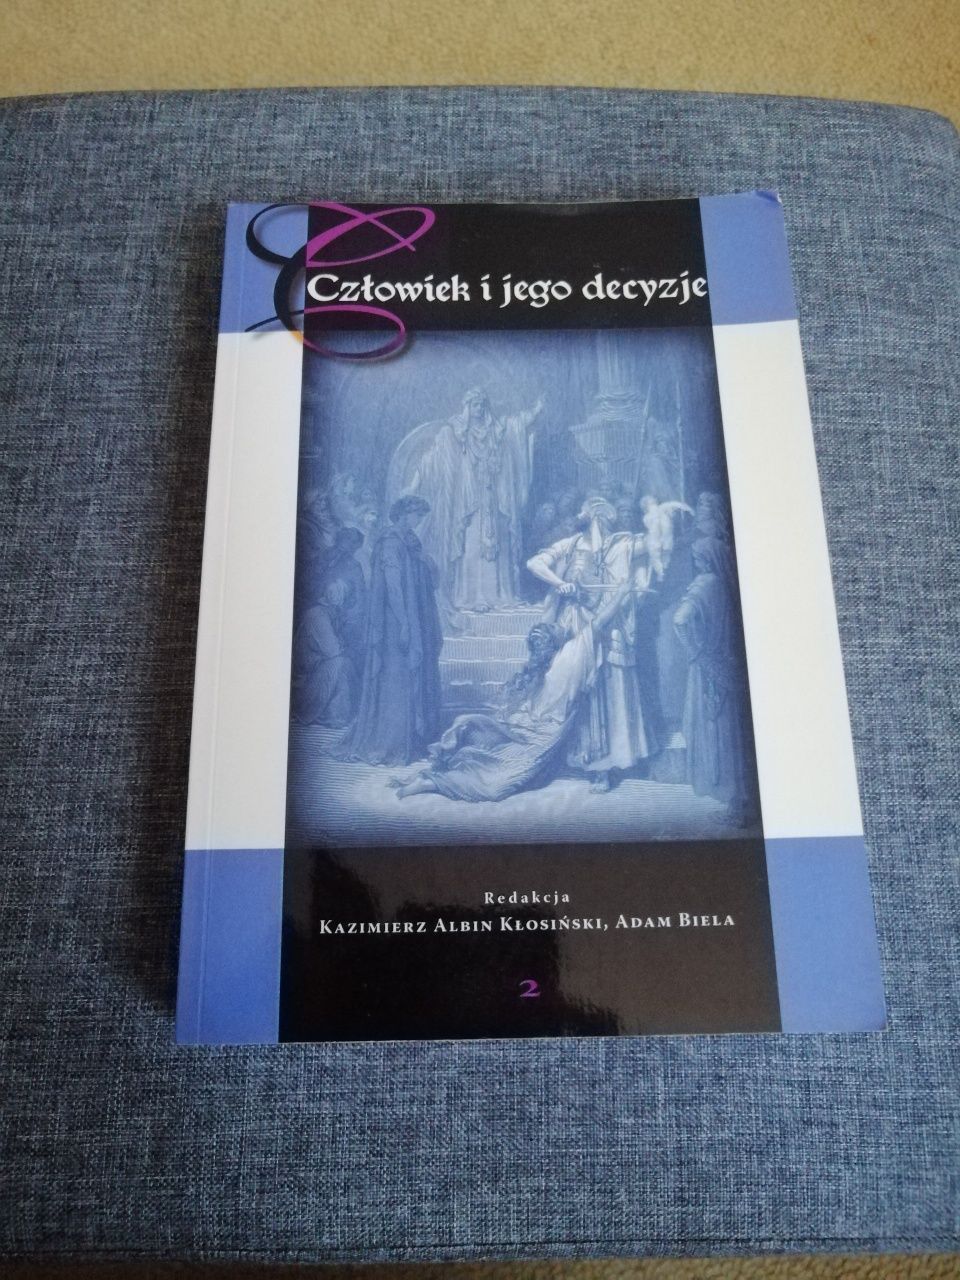 Człowiek i jego decyzje
Redakcja
Kazimierz Albin Kłosiński, Adam Biela
2